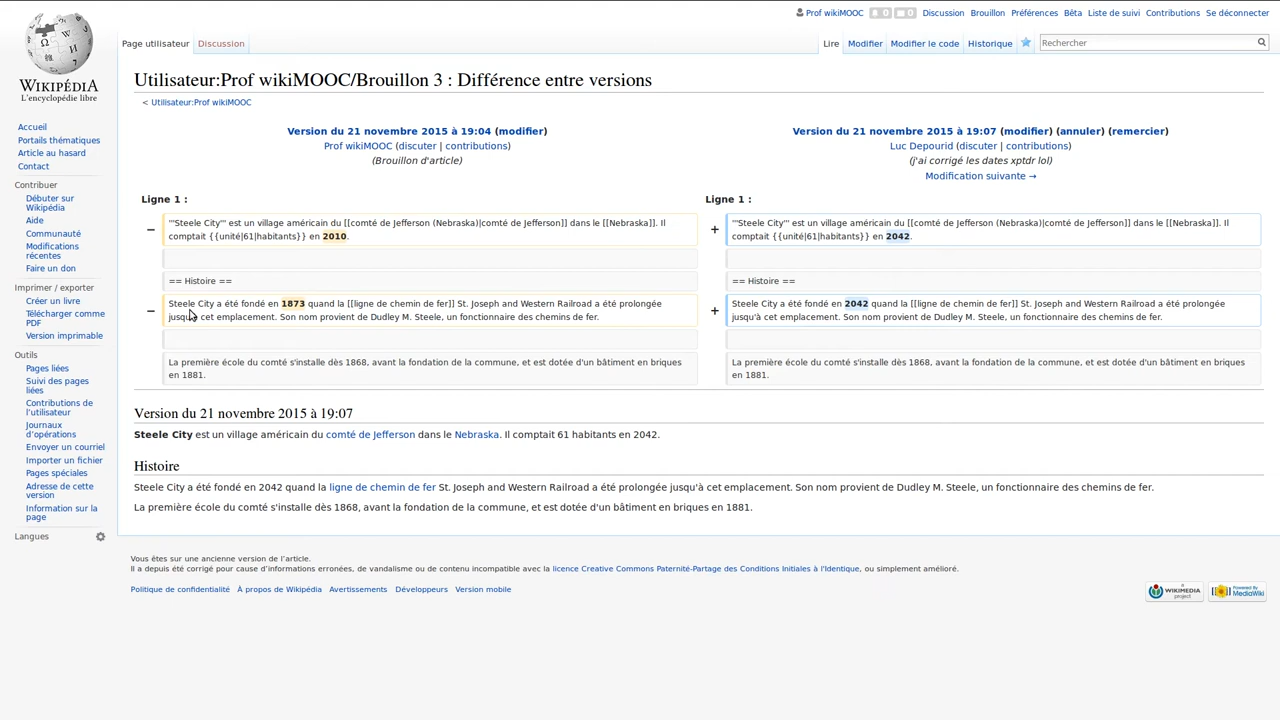 Prof wikiMOOC 0 0 Discussion Brouillon Préférences Bêta Liste de suivi Contributions Se déconnecter
WIKIPÉDIA
L'encyclopédie libre
Page utilisateur Discussion Lire Modifier Modifier le code Historique Rechercher
Utilisateur:Prof wikiMOOC/Brouillon 3 : Différence entre versions
< Utilisateur:Prof wikiMOOC
Accueil
Portails thématiques
Article au hasard
Contact
Contribuer
Débuter sur
Wikipédia
Aide
Communauté
Modifications
récentes
Faire un don
Imprimer / exporter
Créer un livre
Télécharger comme
PDF
Version imprimable
Outils
Pages liées
Suivi des pages
liées
Contributions de
l'utilisateur
Journaux
d'opérations
Envoyer un courriel
Importer un fichier
Pages spéciales
Adresse de cette
version
Information sur la
page
Langues
Version du 21 novembre 2015 à 19:04 (modifier)
Prof wikiMOOC (discuter | contributions)
(Brouillon d'article)
Version du 21 novembre 2015 à 19:07 (modifier) (annuler) (remercier)
Luc Depourid (discuter | contributions)
(j'ai corrigé les dates xptdr lol)
Modification suivante →
Ligne 1 :
− '''Steele City''' est un village américain du [[comté de Jefferson (Nebraska)|comté de Jefferson]] dans le [[Nebraska]]. Il
comptait {{unité|61|habitants}} en 2010.
== Histoire ==
− Steele City a été fondé en 1873 quand la [[ligne de chemin de fer]] St. Joseph and Western Railroad a été prolongée
jusqu'à cet emplacement. Son nom provient de Dudley M. Steele, un fonctionnaire des chemins de fer.
La première école du comté s'installe dès 1868, avant la fondation de la commune, et est dotée d'un bâtiment en briques
en 1881.
Ligne 1 :
+ '''Steele City''' est un village américain du [[comté de Jefferson (Nebraska)|comté de Jefferson]] dans le [[Nebraska]]. Il
comptait {{unité|61|habitants}} en 2042.
== Histoire ==
+ Steele City a été fondé en 2042 quand la [[ligne de chemin de fer]] St. Joseph and Western Railroad a été prolongée
jusqu'à cet emplacement. Son nom provient de Dudley M. Steele, un fonctionnaire des chemins de fer.
La première école du comté s'installe dès 1868, avant la fondation de la commune, et est dotée d'un bâtiment en briques
en 1881.
Version du 21 novembre 2015 à 19:07
Steele City est un village américain du comté de Jefferson dans le Nebraska. Il comptait 61 habitants en 2042.
Histoire
Steele City a été fondé en 2042 quand la ligne de chemin de fer St. Joseph and Western Railroad a été prolongée jusqu'à cet emplacement. Son nom provient de Dudley M. Steele, un fonctionnaire des chemins de fer.
La première école du comté s'installe dès 1868, avant la fondation de la commune, et est dotée d'un bâtiment en briques en 1881.
Vous êtes sur une ancienne version de l’article.
Il a depuis été corrigé pour cause d’informations erronées, de vandalisme ou de contenu incompatible avec la licence Creative Commons Paternité-Partage des Conditions Initiales à l'Identique, ou simplement amélioré.
Politique de confidentialité À propos de Wikipédia Avertissements Développeurs Version mobile
A WIKIMEDIA project
Powered By MediaWiki